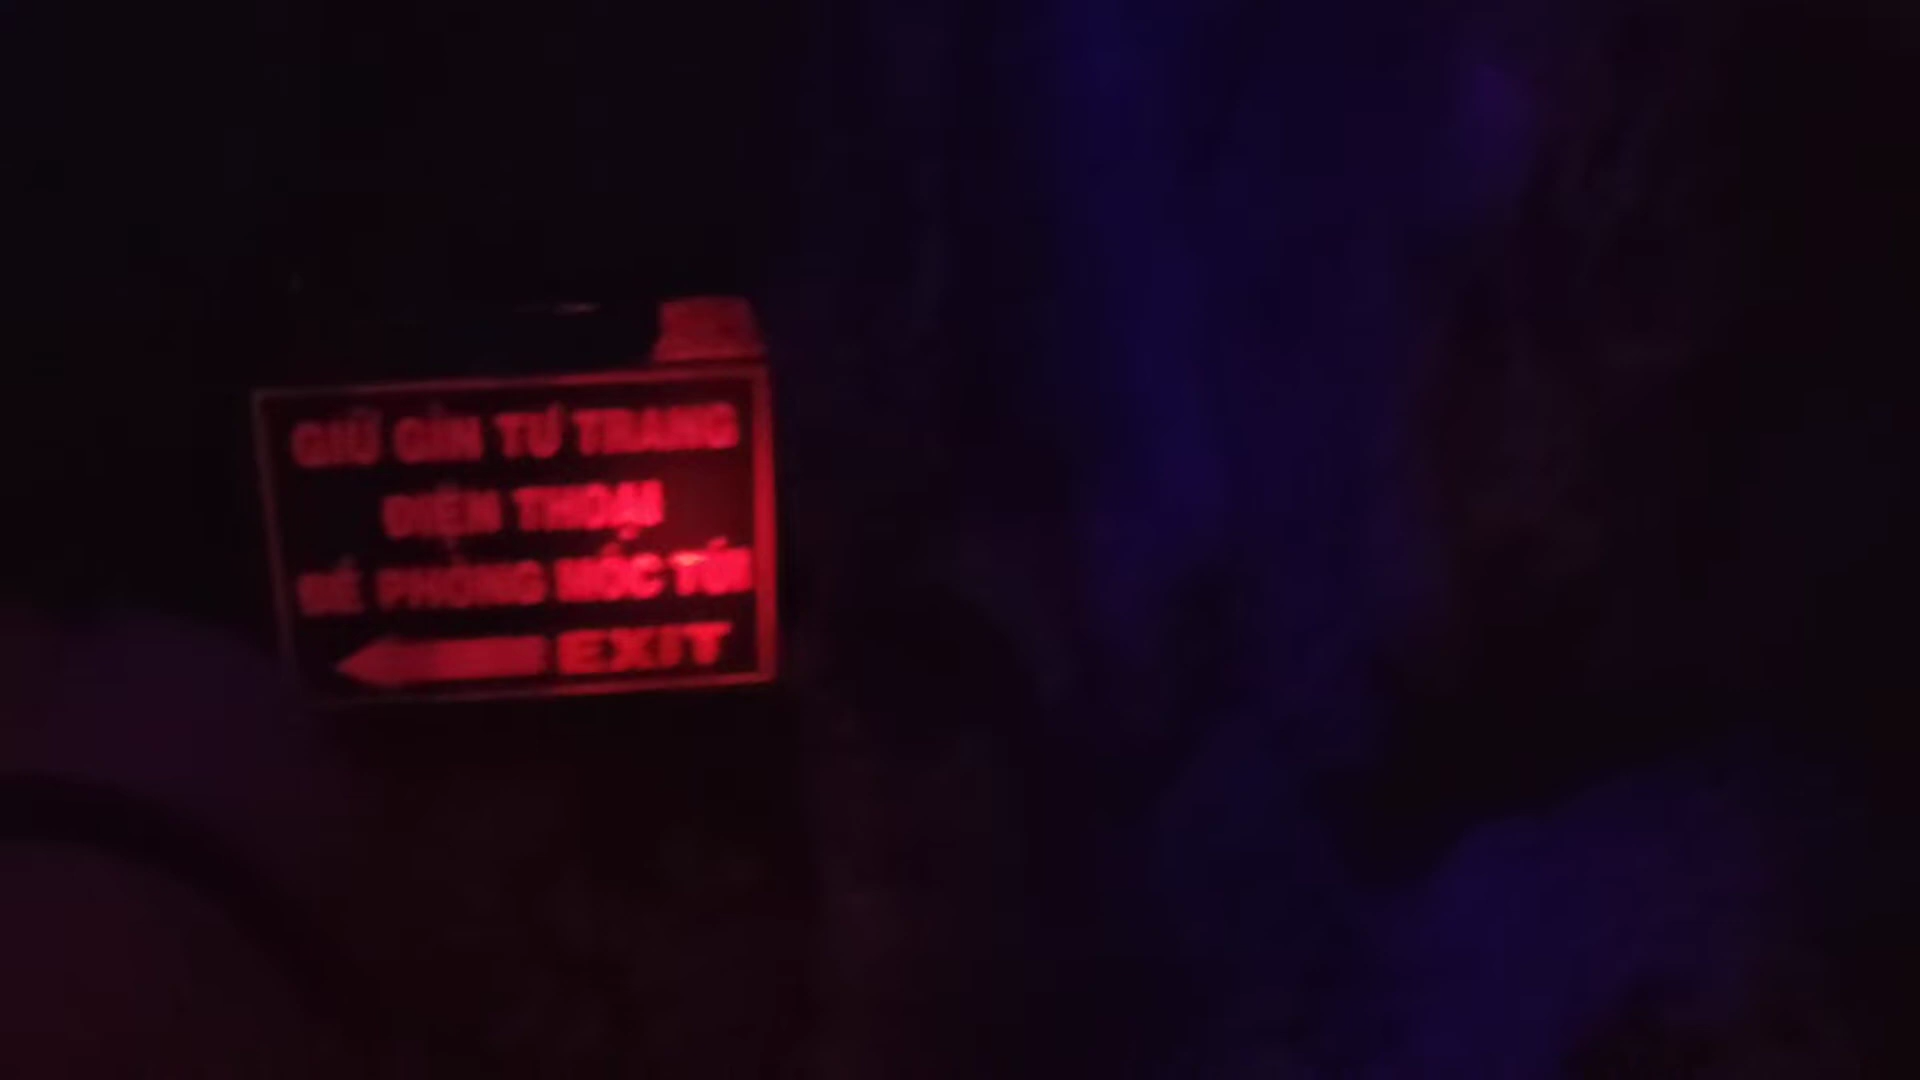 GIỮ GÌN TƯ TRANG
ĐIỆN THOẠI
ĐỀ PHÒNG MÓC TÚI
EXIT